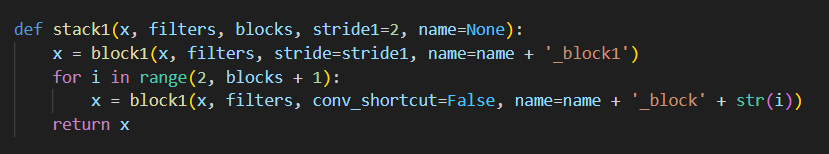 def stack1(x, filters, blocks, stride1=2, name=None):
    x = block1(x, filters, stride=stride1, name=name + '_block1')
    for i in range(2, blocks + 1):
        x = block1(x, filters, conv_shortcut=False, name=name + '_block' + str(i))
    return x